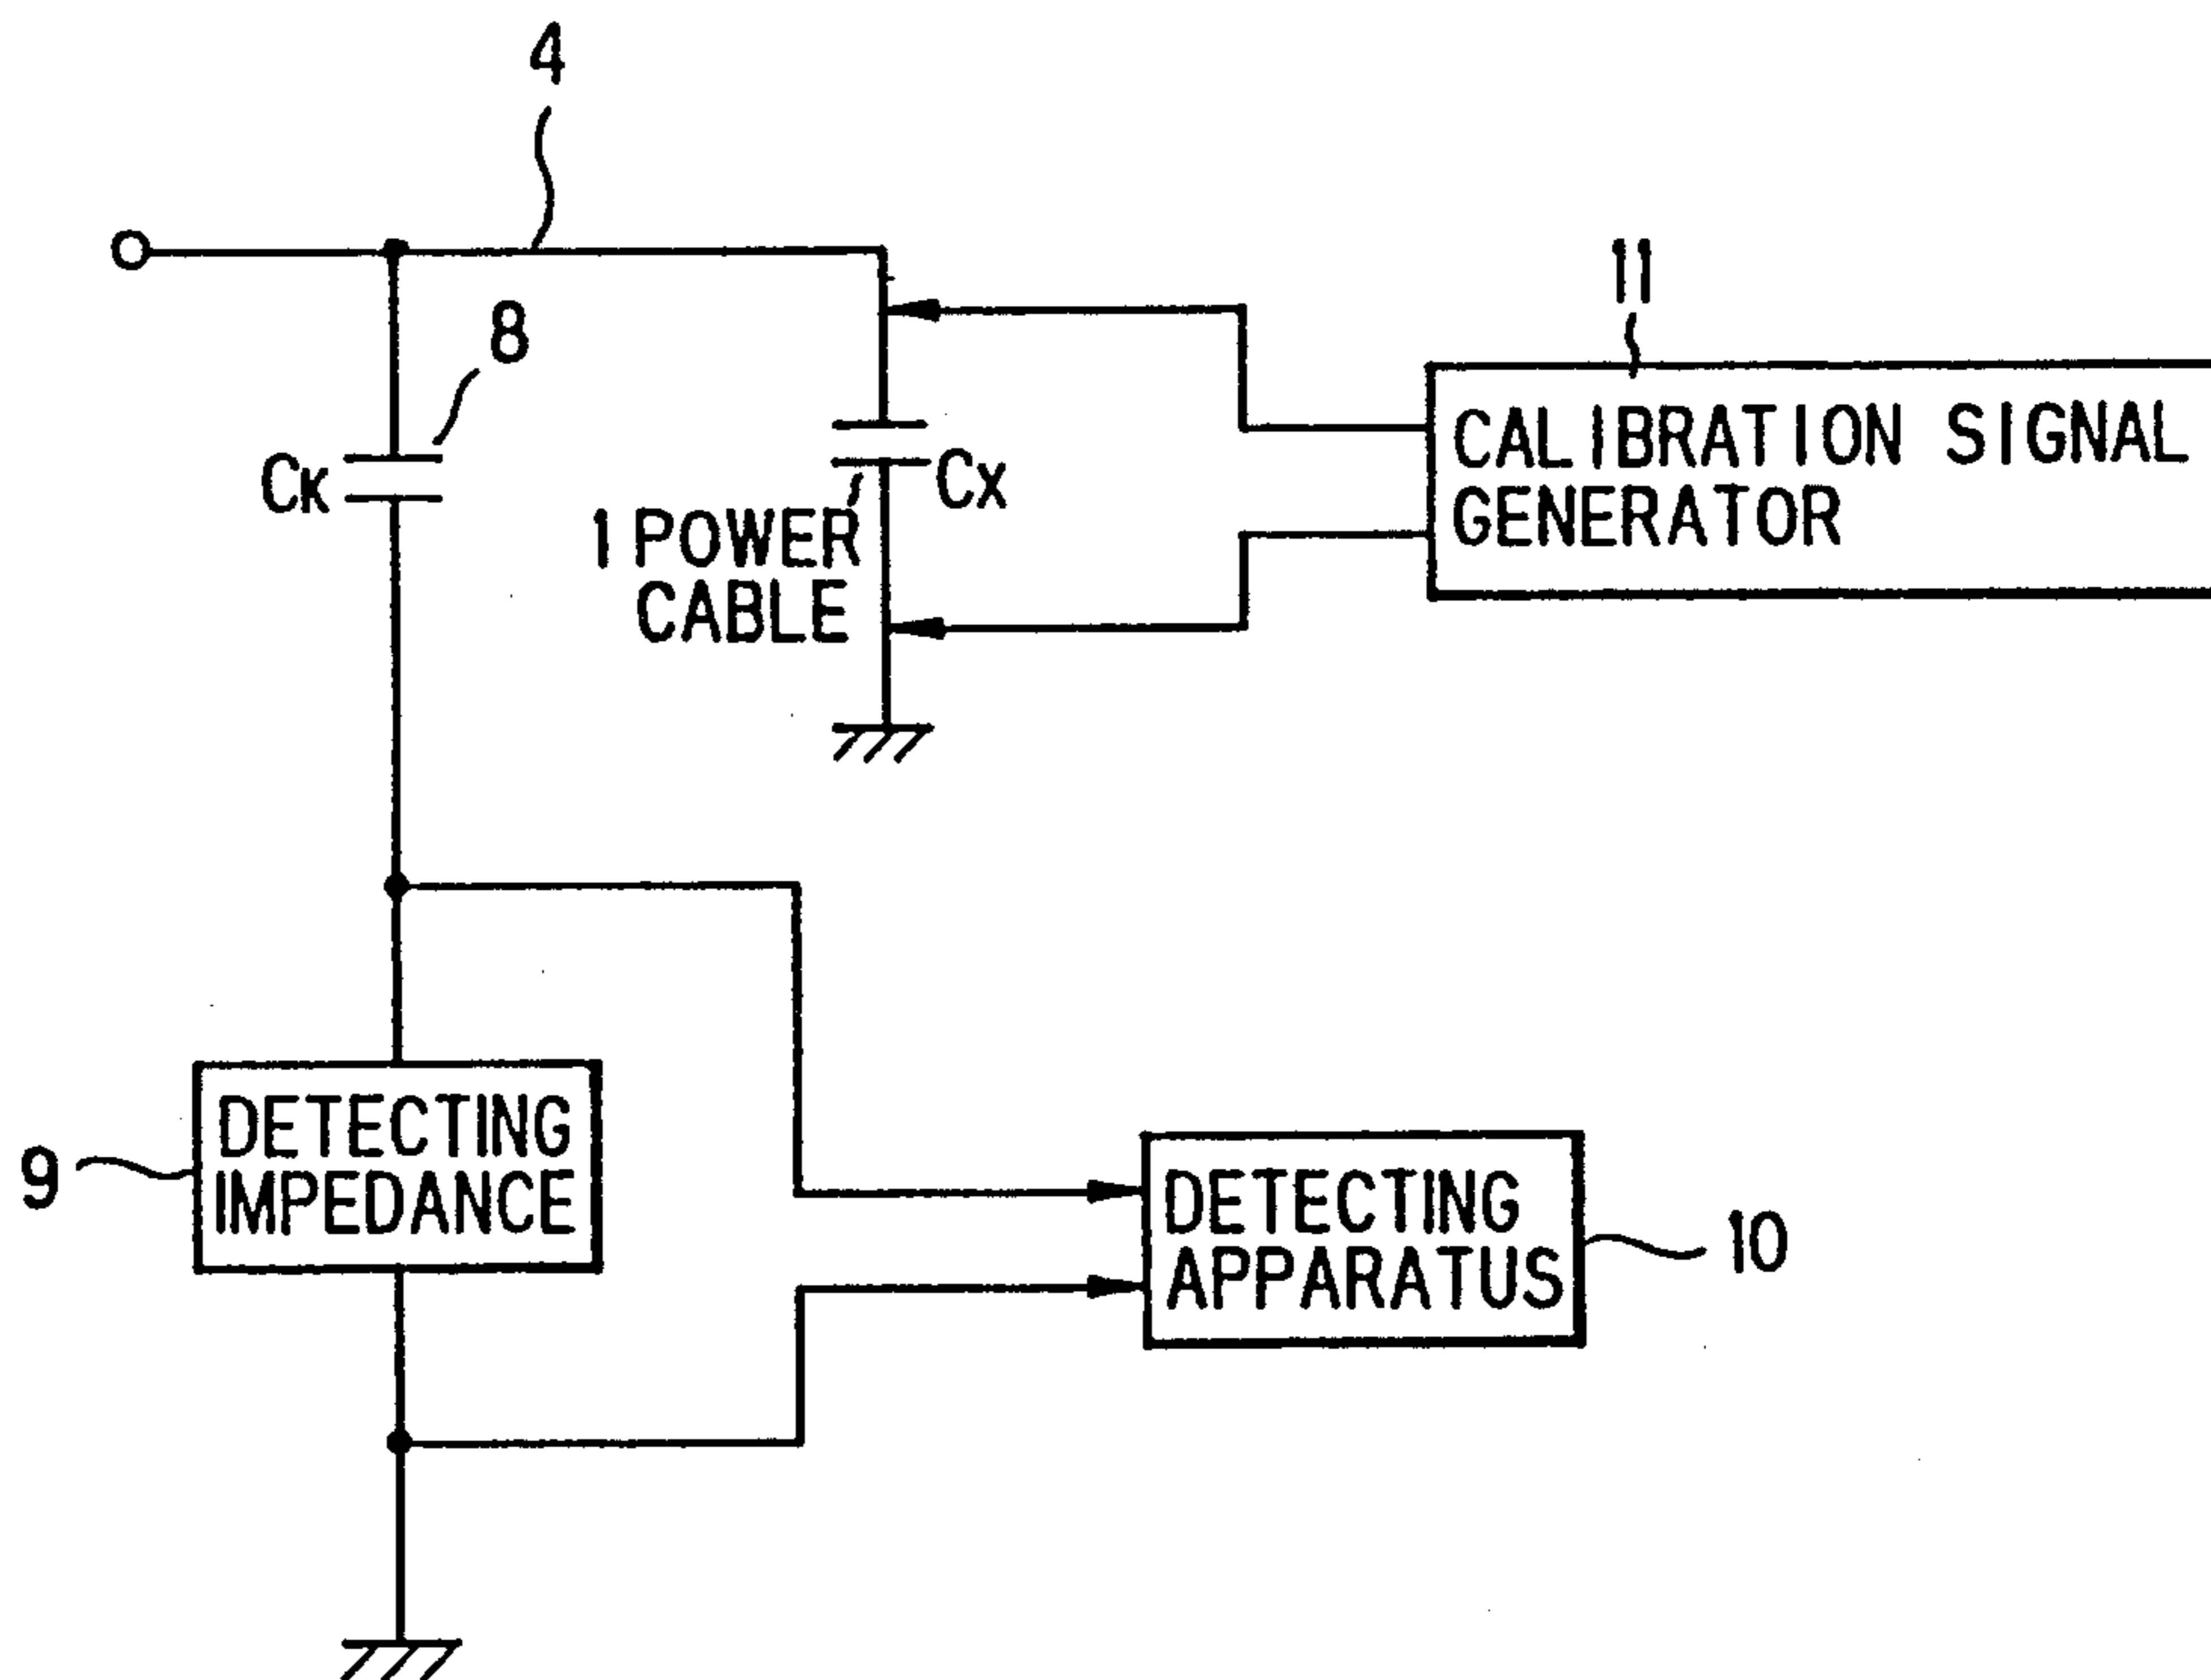 4
8
11
CK
CX
1 POWER
CABLE
CALIBRATION SIGNAL
GENERATOR
9
DETECTING
IMPEDANCE
DETECTING
APPARATUS
10